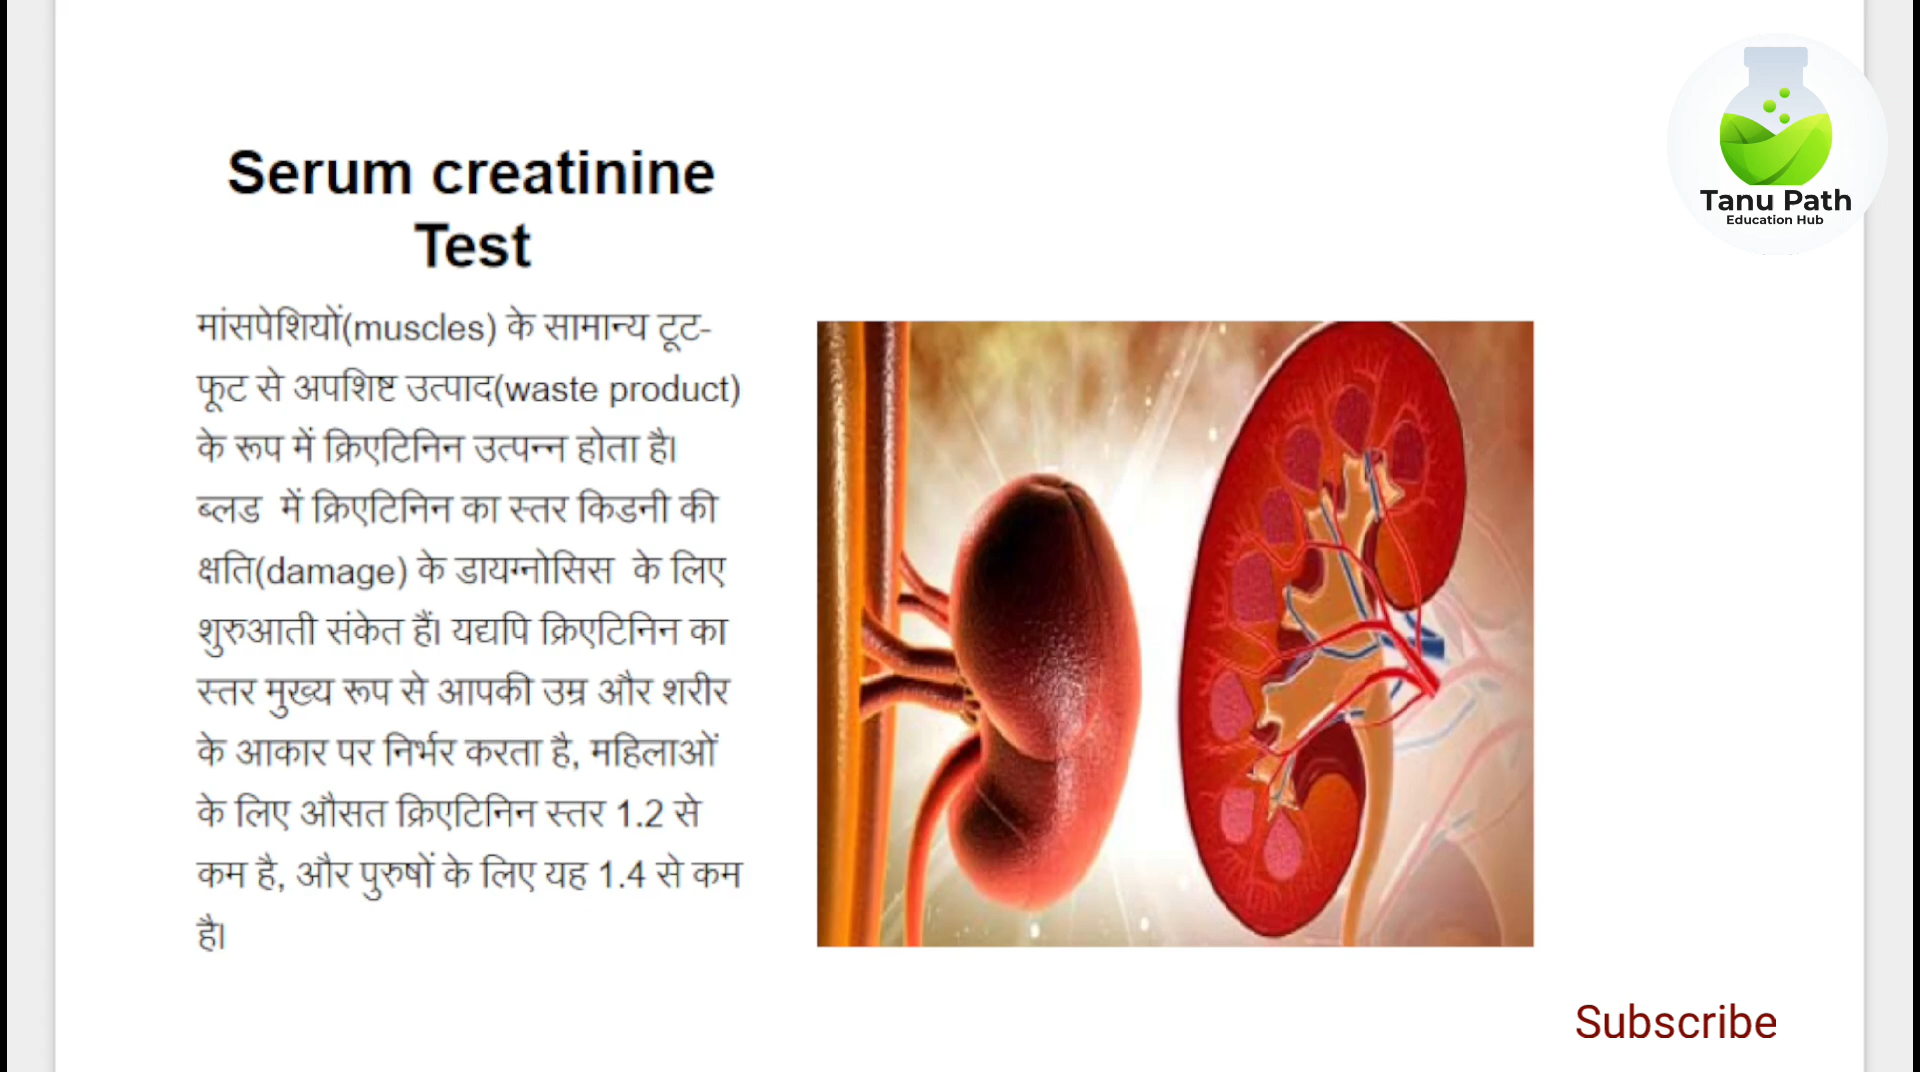 Serum creatinine
Test
मांसपेशियों(muscles) के सामान्य टूट-
फूट से अपशिष्ट उत्पाद(waste product)
के रूप में क्रिएटिनिन उत्पन्न होता है।
ब्लड  में क्रिएटिनिन का स्तर किडनी की
क्षति(damage) के डायग्नोसिस  के लिए
शुरुआती संकेत हैं। यद्यपि क्रिएटिनिन का
स्तर मुख्य रूप से आपकी उम्र और शरीर
के आकार पर निर्भर करता है, महिलाओं
के लिए औसत क्रिएटिनिन स्तर 1.2 से
कम है, और पुरुषों के लिए यह 1.4 से कम
है।
Tanu Path
Education Hub
Subscribe